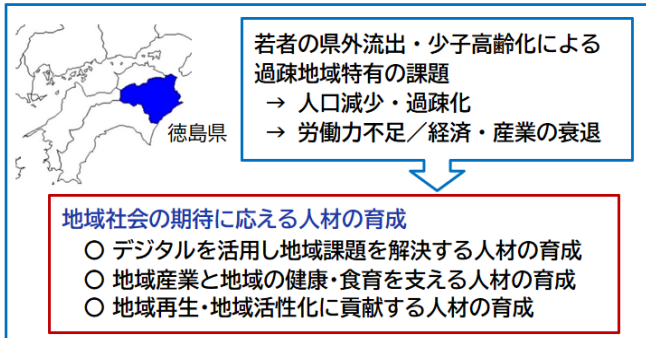 若者の県外流出・少子高齢化による
過疎地域特有の課題
→ 人口減少・過疎化
→ 労働力不足／経済・産業の衰退
徳島県
地域社会の期待に応える人材の育成
〇 デジタルを活用し地域課題を解決する人材の育成
〇 地域産業と地域の健康・食育を支える人材の育成
〇 地域再生・地域活性化に貢献する人材の育成